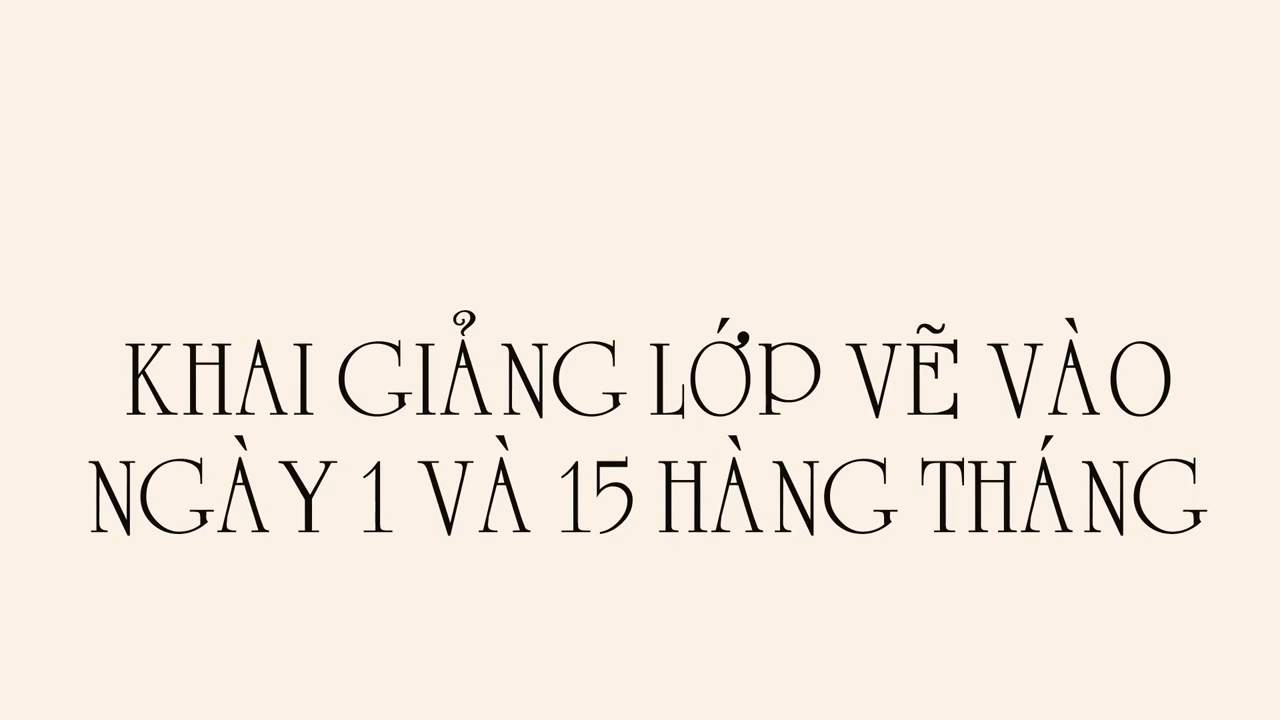 KHAI GIẢNG LỚP VẼ VÀO
NGÀY 1 VÀ 15 HÀNG THÁNG